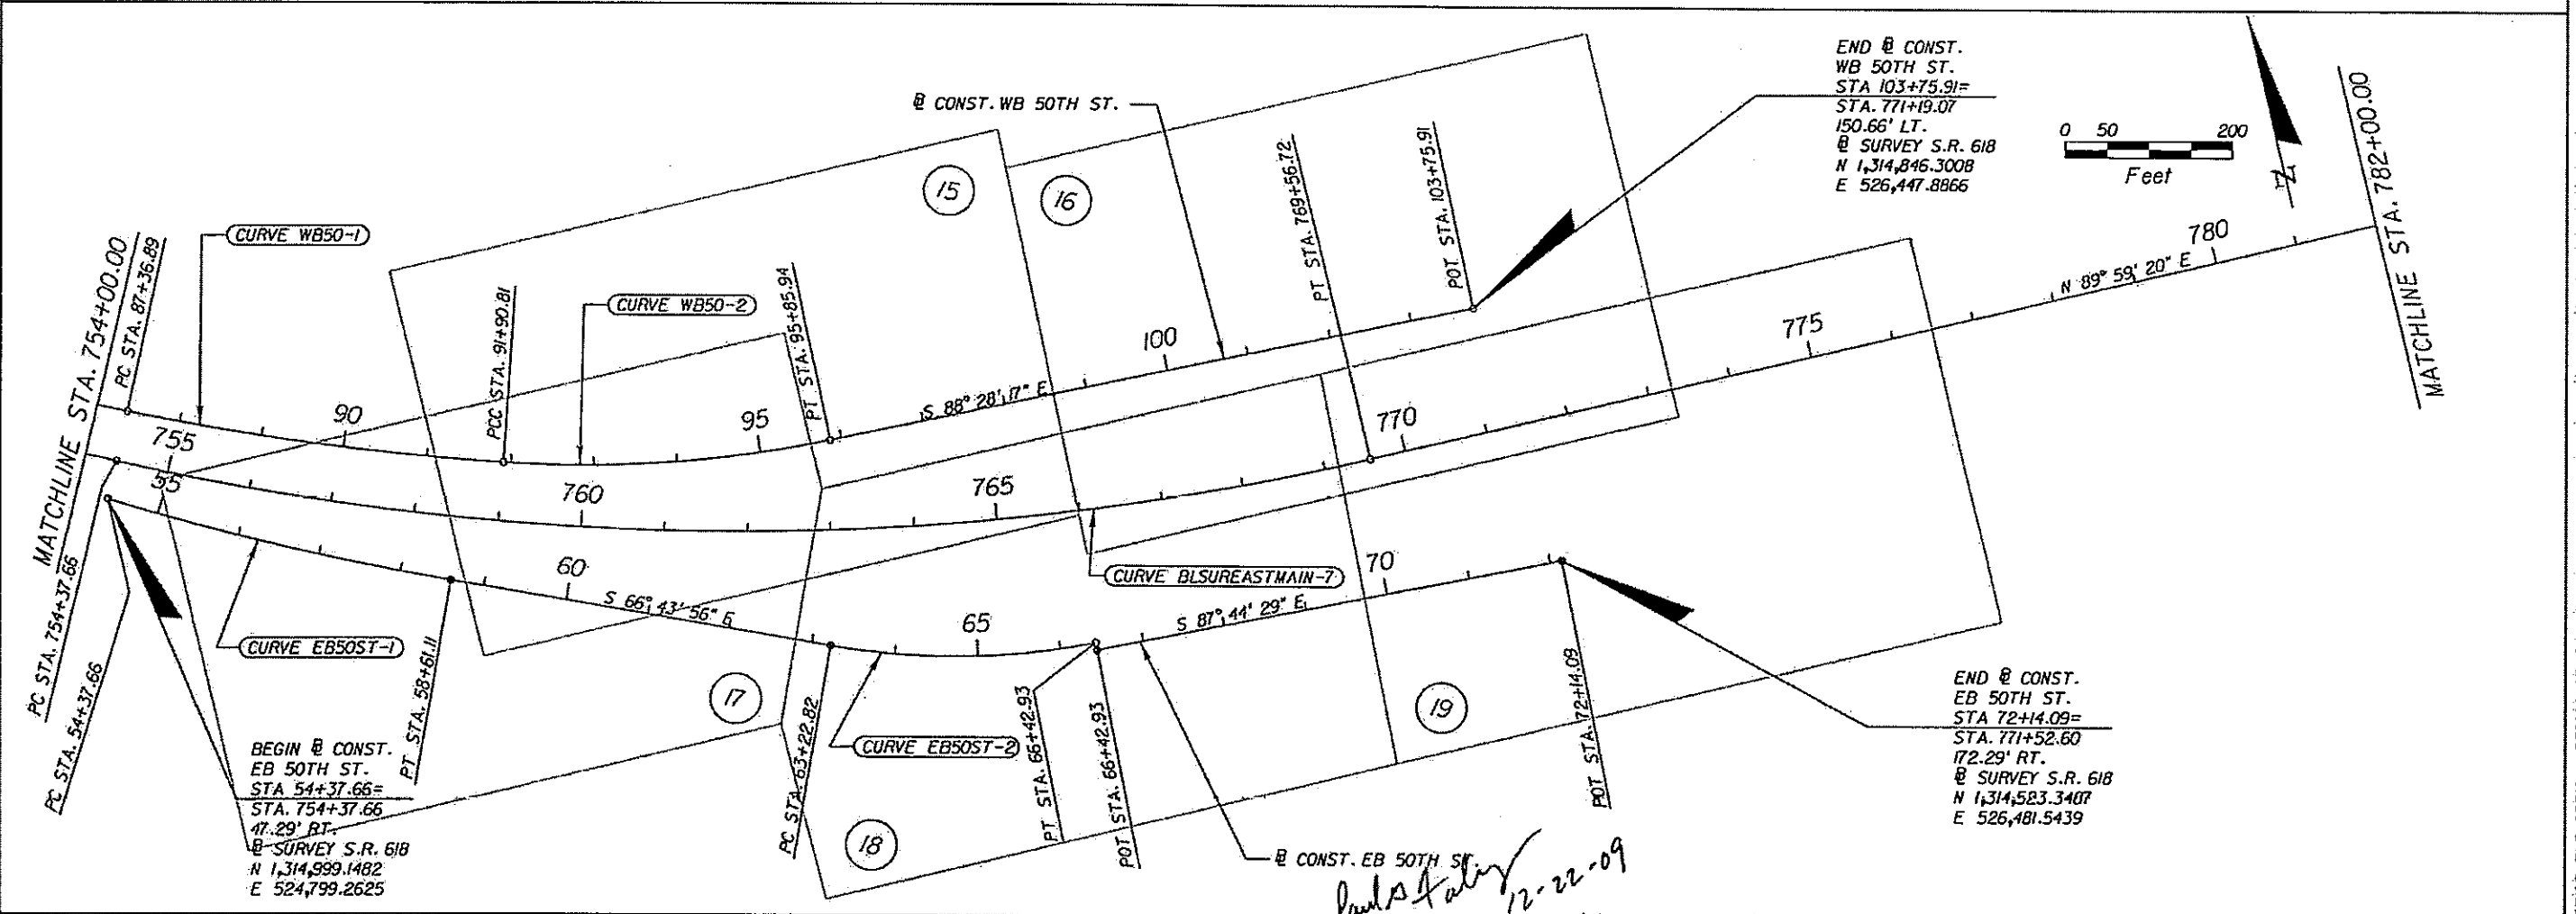 MATCHLINE STA. 754+00.00
PC STA. 87+36.89
CURVE WB50-1
90
PCC STA. 91+90.81
CURVE WB50-2
95
PT STA. 95+85.94
S 88° 28' 17" E
15
16
℄ CONST. WB 50TH ST.
100
PT STA. 769+56.72
POT STA. 103+75.91
END ℄ CONST.
WB 50TH ST.
STA 103+75.91=
STA. 771+19.07
150.66' LT.
℄ SURVEY S.R. 618
N 1,314,846.3008
E 526,447.8866
0 50 200
Feet
Z
MATCHLINE STA. 782+00.00
755
760
765
770
775
780
N 89° 59' 20" E
CURVE BLSUREASTMAIN-7
55
60
S 66° 43' 56" E
65
S 87° 44' 29" E
70
PC STA. 754+37.66
PC STA. 54+37.66
CURVE EB50ST-1
PT STA. 58+61.11
BEGIN ℄ CONST.
EB 50TH ST.
STA 54+37.66=
STA. 754+37.66
47.29' RT.
℄ SURVEY S.R. 618
N 1,314,999.1482
E 524,799.2625
17
PC STA. 63+22.82
CURVE EB50ST-2
18
PT STA. 66+42.93
POT STA. 66+42.93
℄ CONST. EB 50TH ST.
19
POT STA. 72+14.09
END ℄ CONST.
EB 50TH ST.
STA 72+14.09=
STA. 771+52.60
172.29' RT.
℄ SURVEY S.R. 618
N 1,314,523.3407
E 526,481.5439
12-22-09